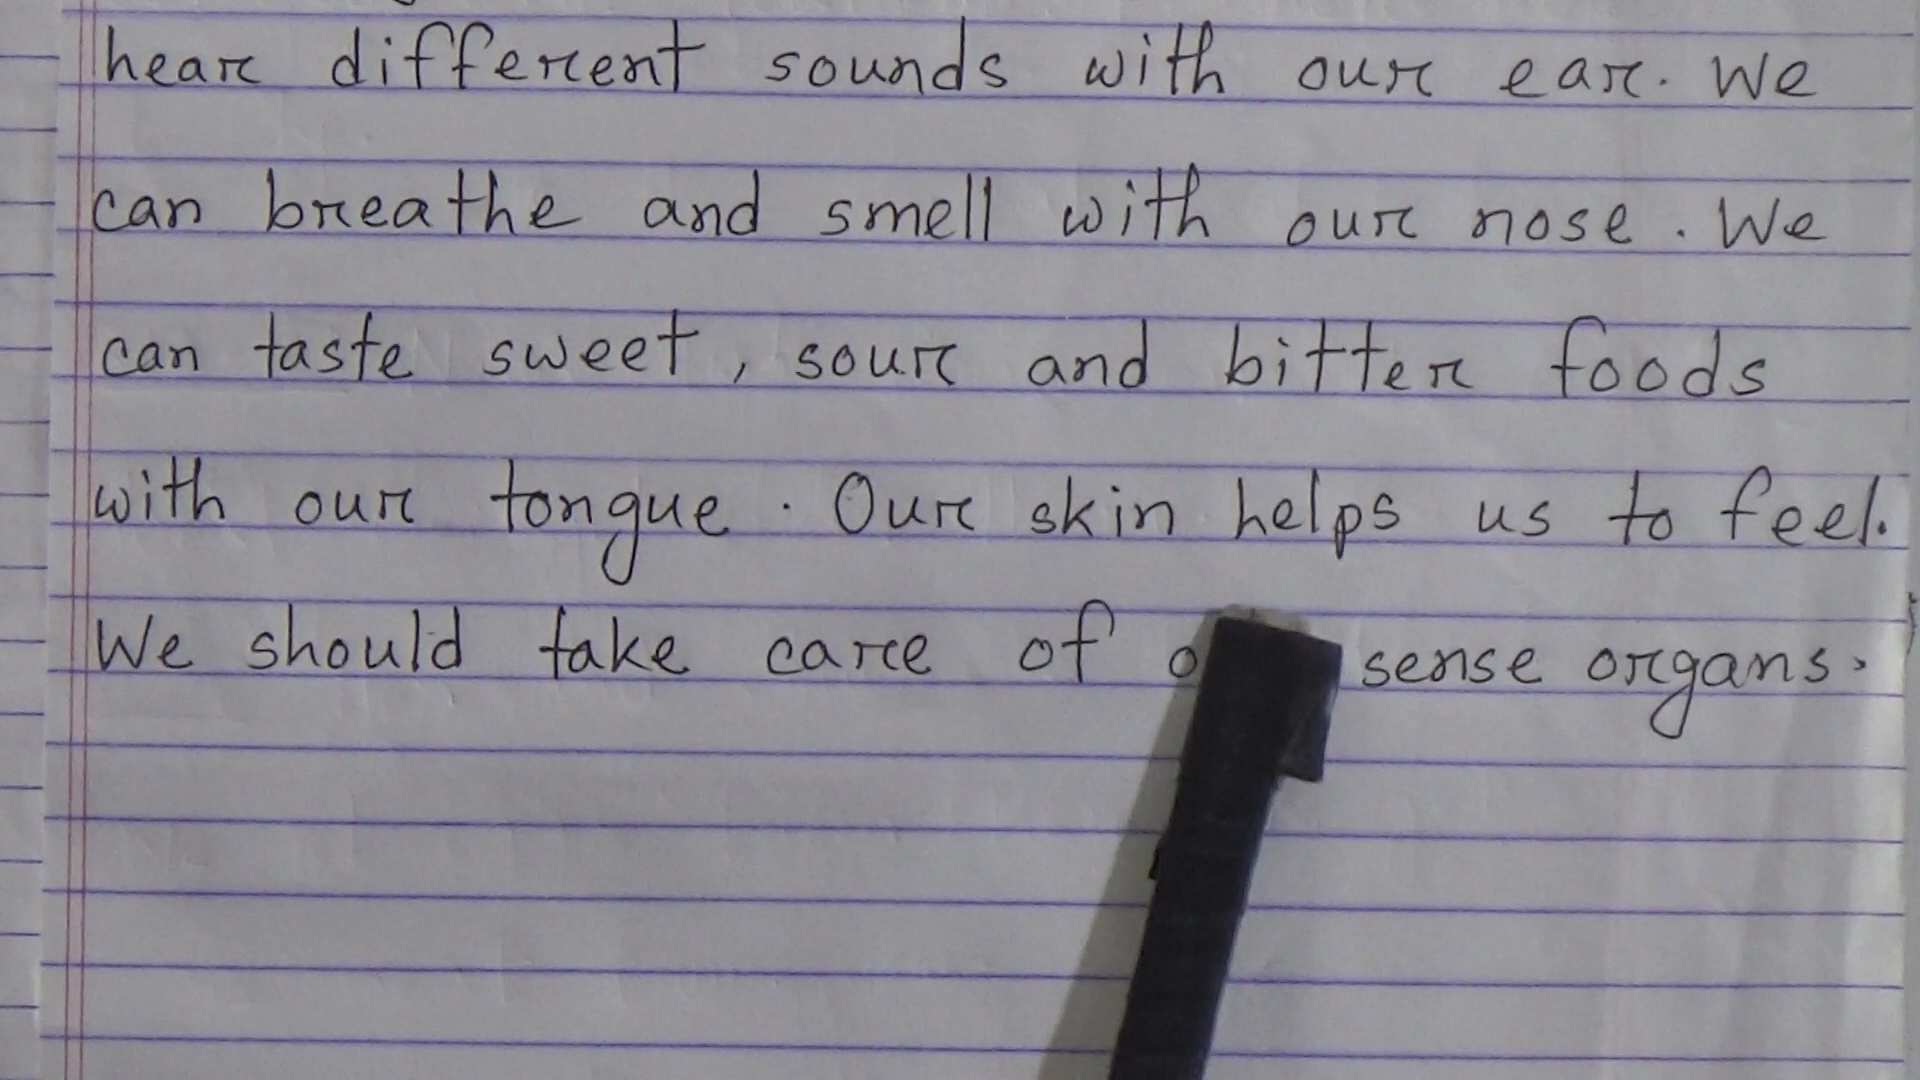 hear different sounds with our ear. We
can breathe and smell with our nose. We
can taste sweet, sour and bitter foods
with our tongue. Our skin helps us to feel.
We should take care of sense organs.